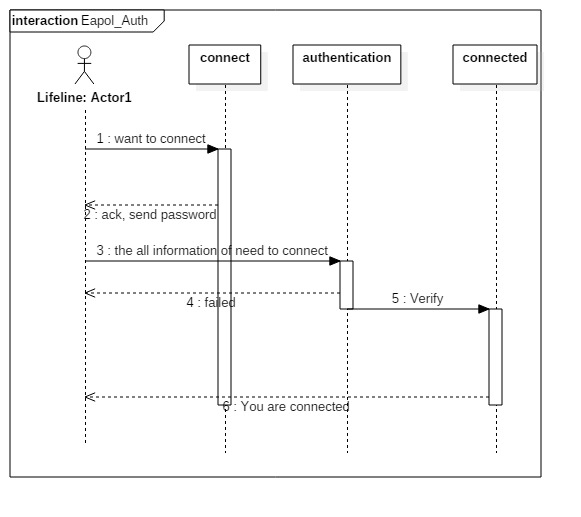 interaction Eapol_Auth
connect
authentication
connected
Lifeline: Actor1
1 : want to connect
2 : ack, send password
3 : the all information of need to connect
4 : failed
5 : Verify
6 : You are connected